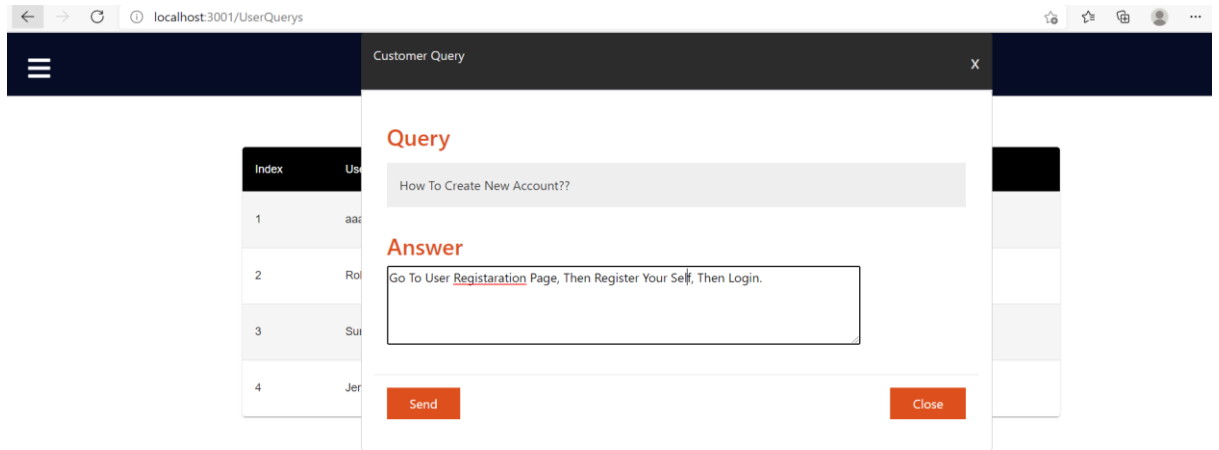 localhost:3001/UserQuerys
Customer Query
X
Query
Index
How To Create New Account??
1
Answer
Go To User Registaration Page, Then Register Your Self, Then Login.
2
3
4
Send
Close